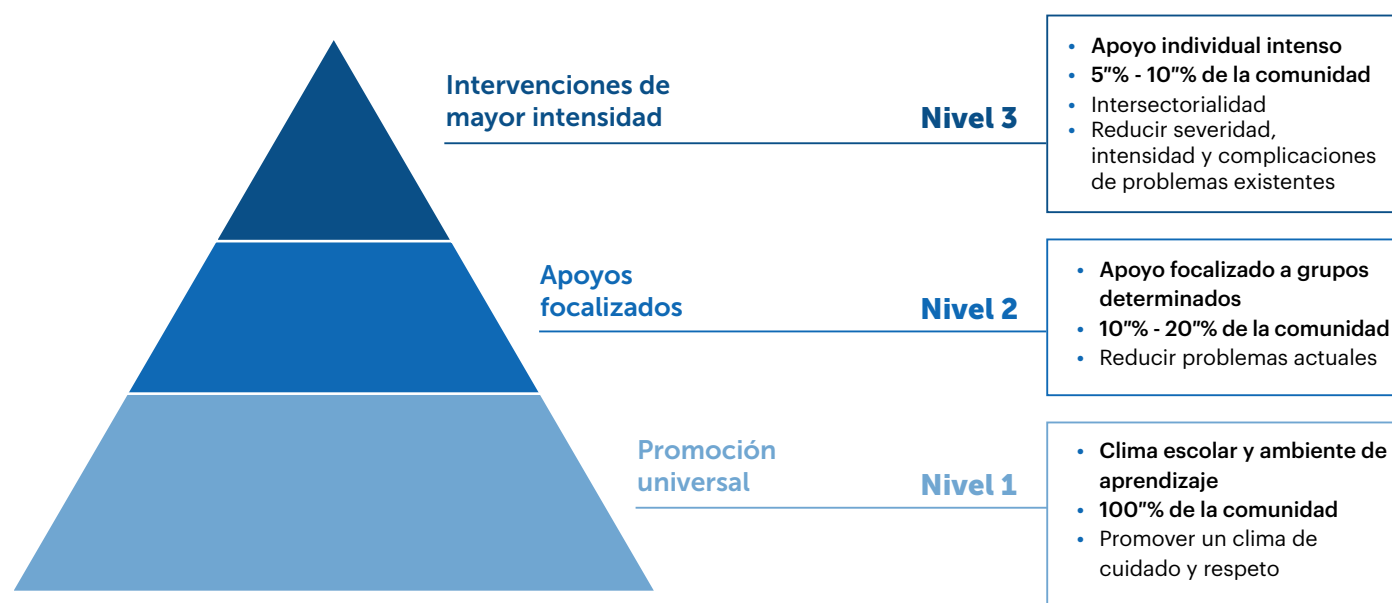 Intervenciones de
mayor intensidad
Nivel 3
• Apoyo individual intenso
• 5"% - 10"% de la comunidad
• Intersectorialidad
• Reducir severidad,
intensidad y complicaciones
de problemas existentes
Apoyos
focalizados
Nivel 2
• Apoyo focalizado a grupos
determinados
• 10"% - 20"% de la comunidad
• Reducir problemas actuales
Promoción
universal
Nivel 1
• Clima escolar y ambiente de
aprendizaje
• 100"% de la comunidad
• Promover un clima de
cuidado y respeto